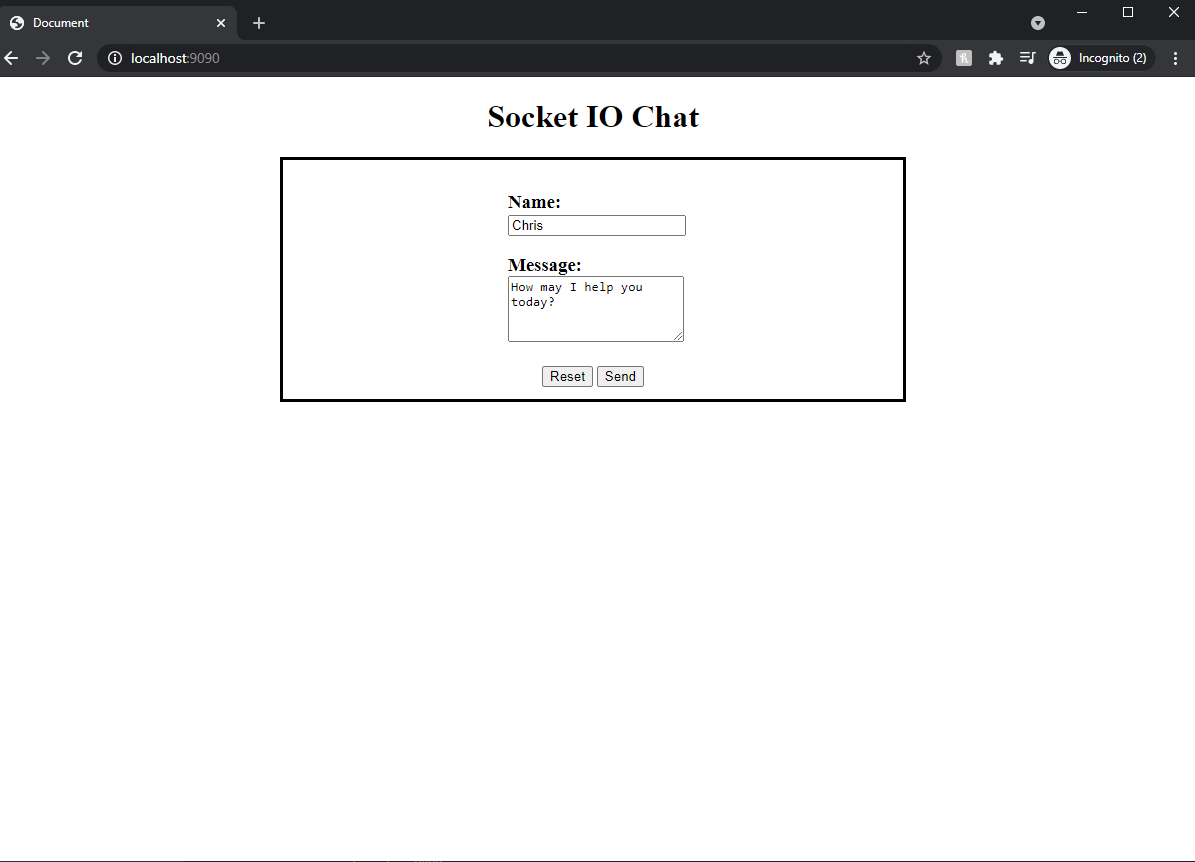 Document
localhost:9090
Incognito (2)
Socket IO Chat
Name:
Chris
Message:
How may I help you
today?
Reset Send